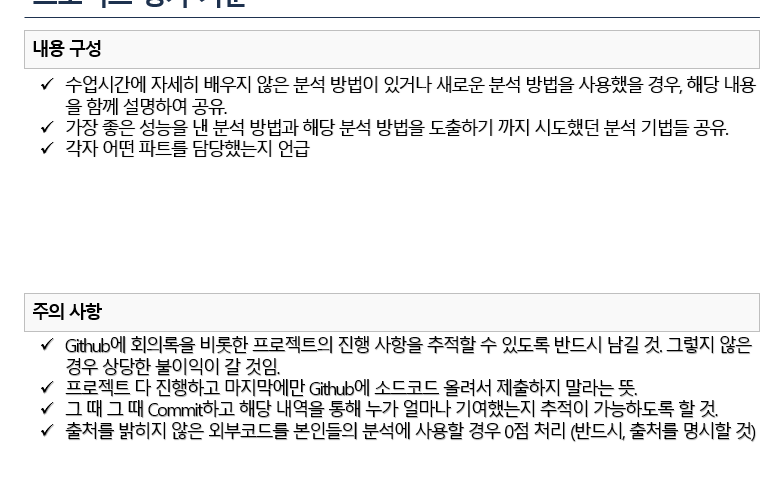 내용 구성
✓ 수업시간에 자세히 배우지 않은 분석 방법이 있거나 새로운 분석 방법을 사용했을 경우, 해당 내용
을 함께 설명하여 공유.
✓ 가장 좋은 성능을 낸 분석 방법과 해당 분석 방법을 도출하기 까지 시도했던 분석 기법들 공유.
✓ 각자 어떤 파트를 담당했는지 언급
주의 사항
✓ Github에 회의록을 비롯한 프로젝트의 진행 사항을 추적할 수 있도록 반드시 남길 것. 그렇지 않은
경우 상당한 불이익이 갈 것임.
✓ 프로젝트 다 진행하고 마지막에만 Github에 소드코드 올려서 제출하지 말라는 뜻.
✓ 그 때 그 때 Commit하고 해당 내역을 통해 누가 얼마나 기여했는지 추적이 가능하도록 할 것.
✓ 출처를 밝히지 않은 외부코드를 본인들의 분석에 사용할 경우 0점 처리 (반드시, 출처를 명시할 것)